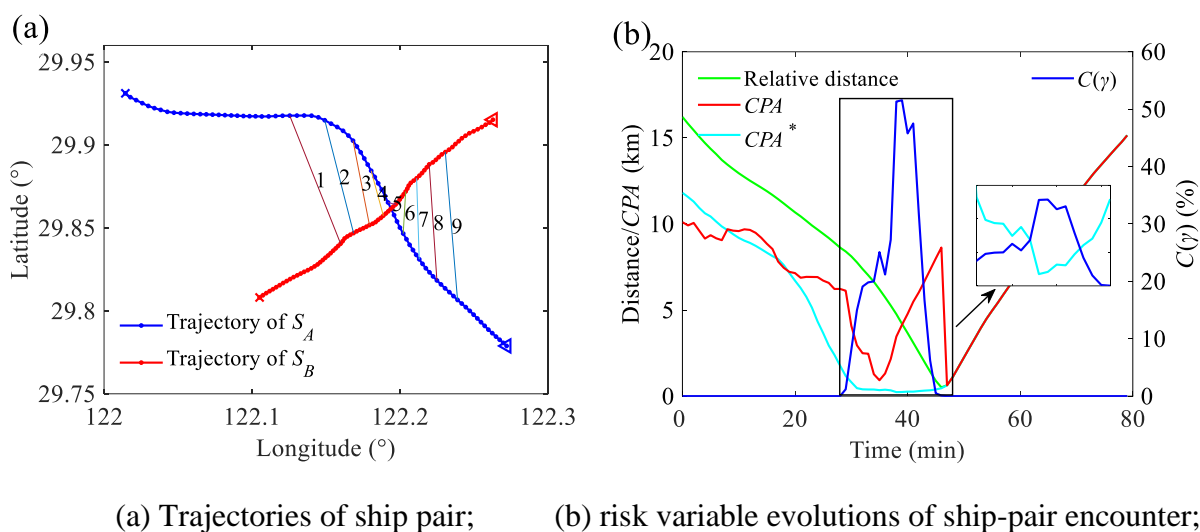 (a)
29.95
29.9
29.85
29.8
29.75
Latitude (°)
1 2 3 4 5 6 7 8 9
Trajectory of S_A
Trajectory of S_B
122 122.1 122.2 122.3
Longitude (°)
(b)
20
15
10
5
0
Distance/CPA (km)
Relative distance
CPA
CPA*
C(γ)
60
50
40
30
20
10
0
C(γ) (%)
0 20 40 60 80
Time (min)
(a) Trajectories of ship pair; (b) risk variable evolutions of ship-pair encounter;